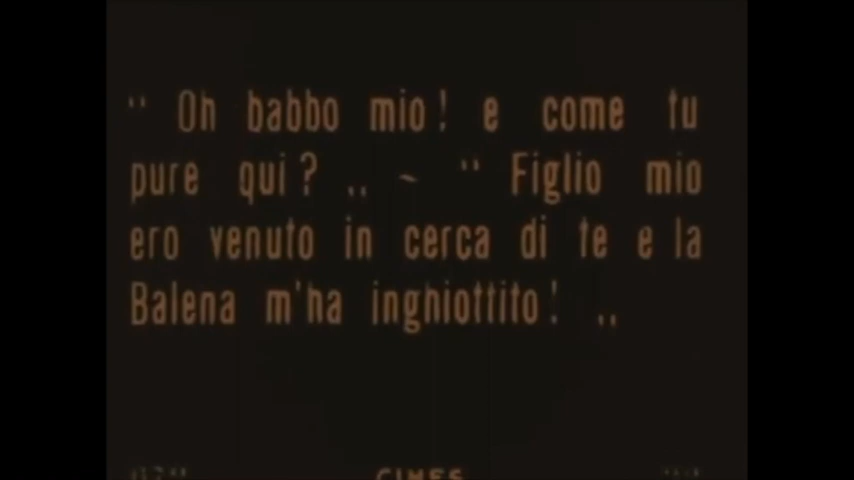 " Oh babbo mio! e come tu
pure qui? „ ~ " Figlio mio
ero venuto in cerca di te e la
Balena m'ha inghiottito! „
CINES